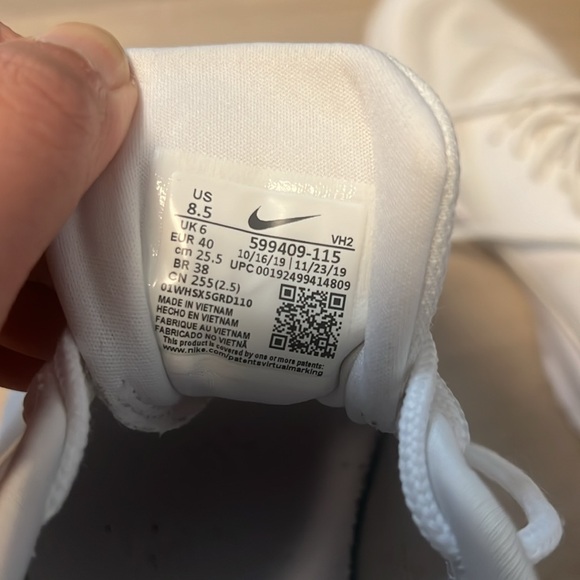 US
8.5
UK 6
EUR 40
cm 25.5
BR 38
CN 255(2.5)
VH2
599409-115
10/16/19 | 11/23/19
UPC 00192499414809
01WHSX5GRD110
MADE IN VIETNAM
HECHO EN VIETNAM
FABRIQUE AU VIETNAM
FABRICADO NO VIETNÃ
This product is covered by one or more patents:
www.nike.com/patentsvirtualmarking